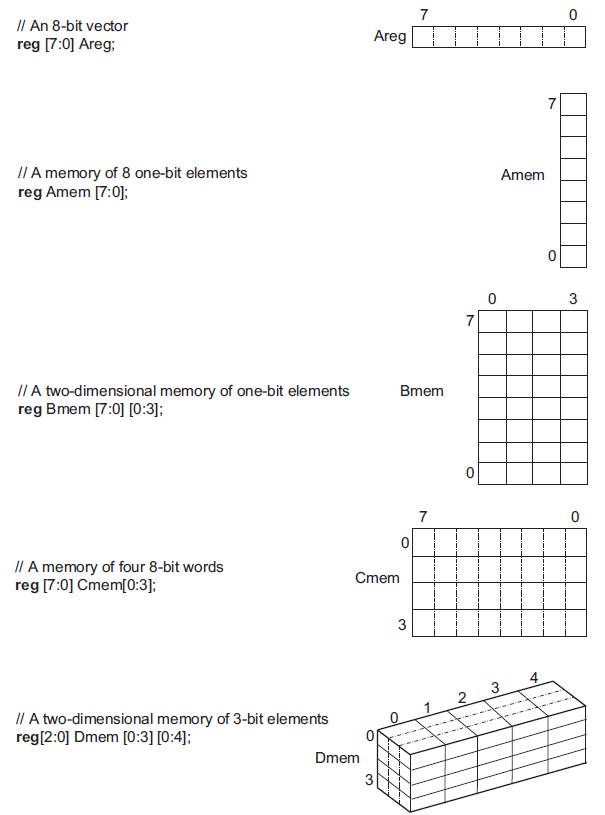 // An 8-bit vector
reg [7:0] Areg;
7 0
Areg
// A memory of 8 one-bit elements
reg Amem [7:0];
7
Amem
0
// A two-dimensional memory of one-bit elements
reg Bmem [7:0] [0:3];
0 3
7
Bmem
0
// A memory of four 8-bit words
reg [7:0] Cmem[0:3];
7 0
0
Cmem
3
// A two-dimensional memory of 3-bit elements
reg[2:0] Dmem [0:3] [0:4];
0 1 2 3 4
0
Dmem
3